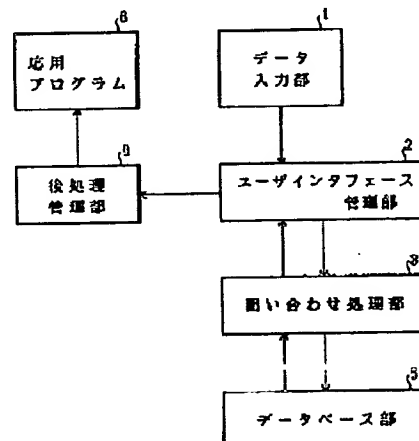 8
1
応用
プログラム
データ
入力部
9
2
後処理
管理部
ユーザインタフェース
管理部
3
問い合わせ処理部
5
データベース部